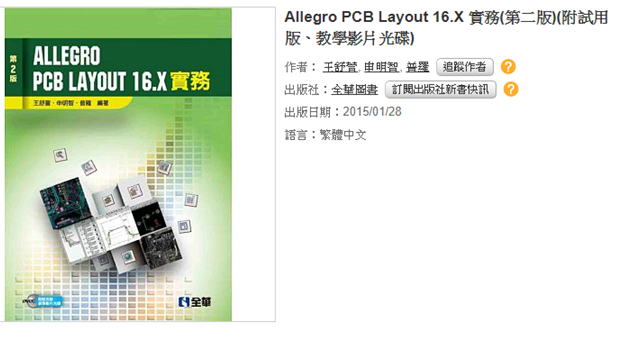 第2版
ALLEGRO
PCB LAYOUT 16.X 實務
王舒萱・申明智・普羅 編著
全華
Allegro PCB Layout 16.X 實務(第二版)(附試用
版、教學影片光碟)
作者： 王舒萱, 申明智, 普羅 追蹤作者 ?
出版社：全華圖書 訂閱出版社新書快訊 ?
出版日期：2015/01/28
語言：繁體中文